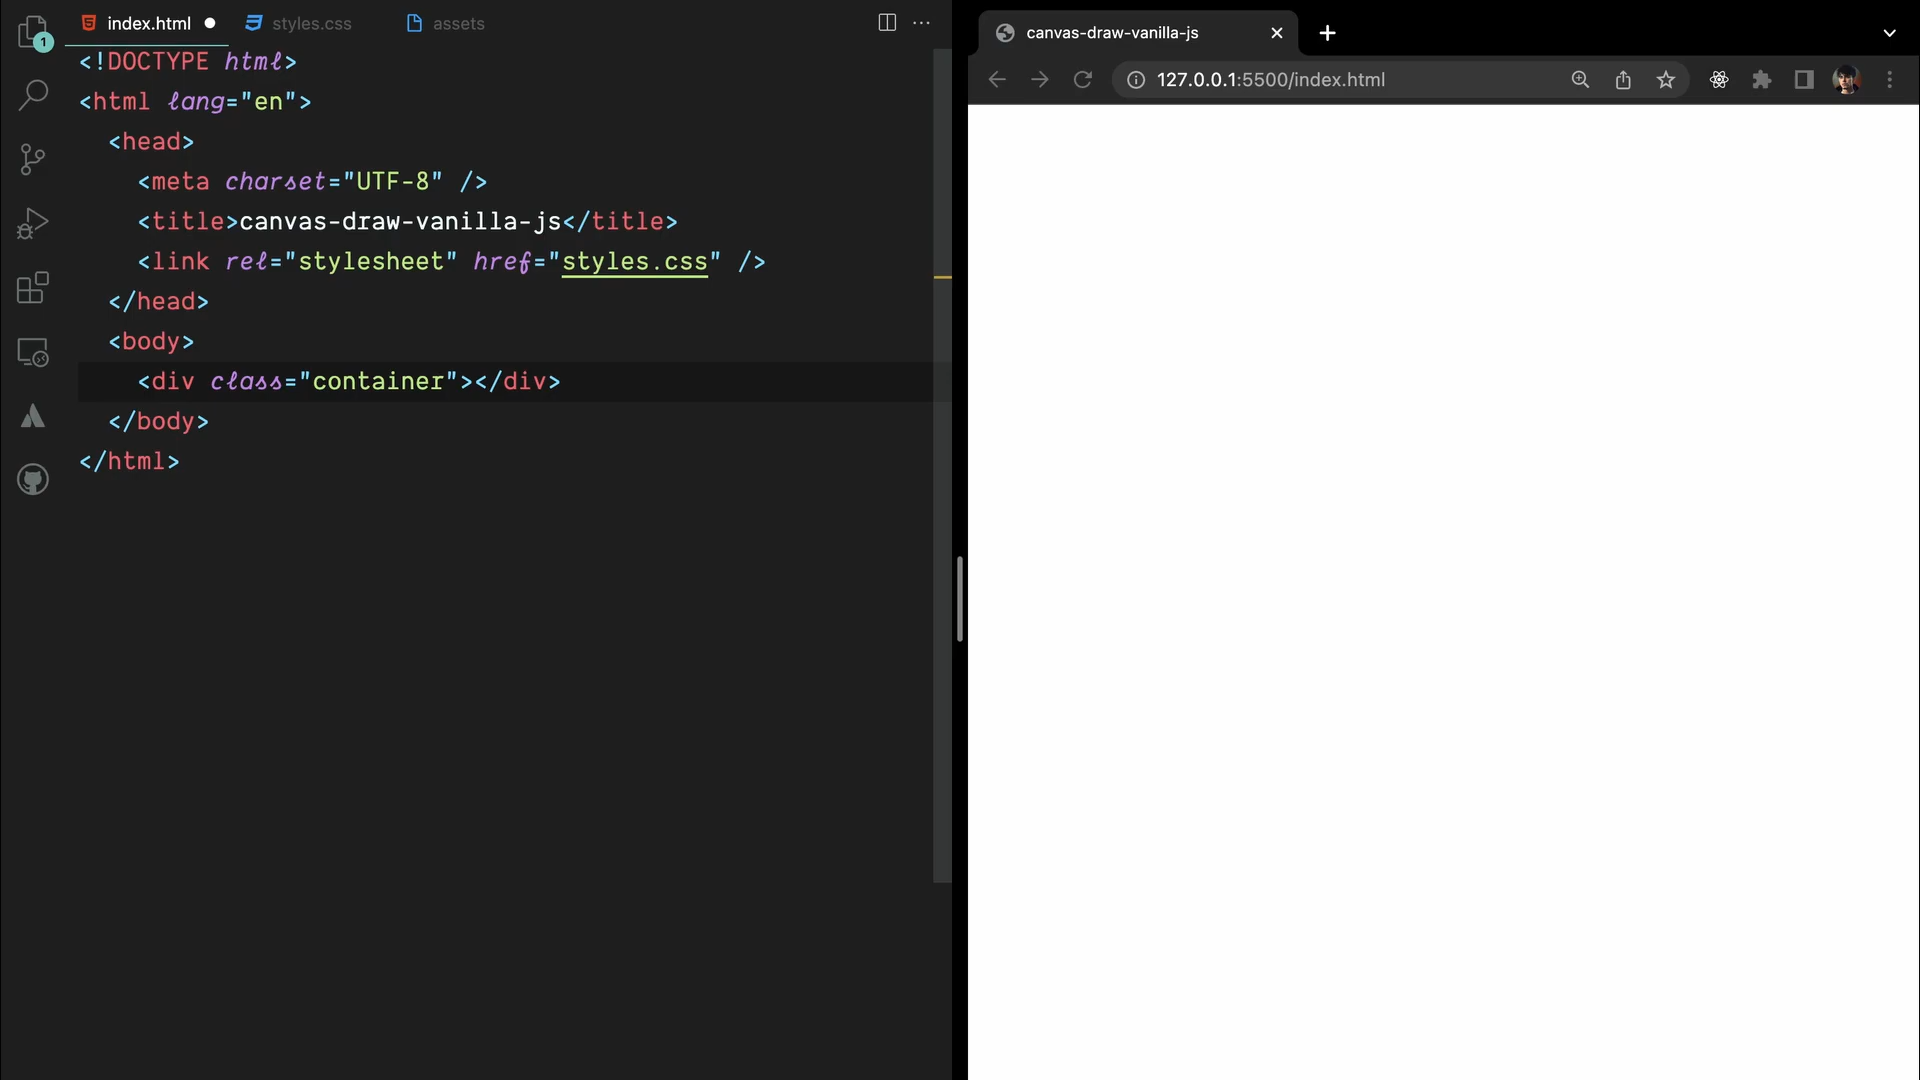 index.html
styles.css
assets
1
<!DOCTYPE html>
<html lang="en">
<head>
<meta charset="UTF-8" />
<title>canvas-draw-vanilla-js</title>
<link rel="stylesheet" href="styles.css" />
</head>
<body>
<div class="container"></div>
</body>
</html>
canvas-draw-vanilla-js
127.0.0.1:5500/index.html